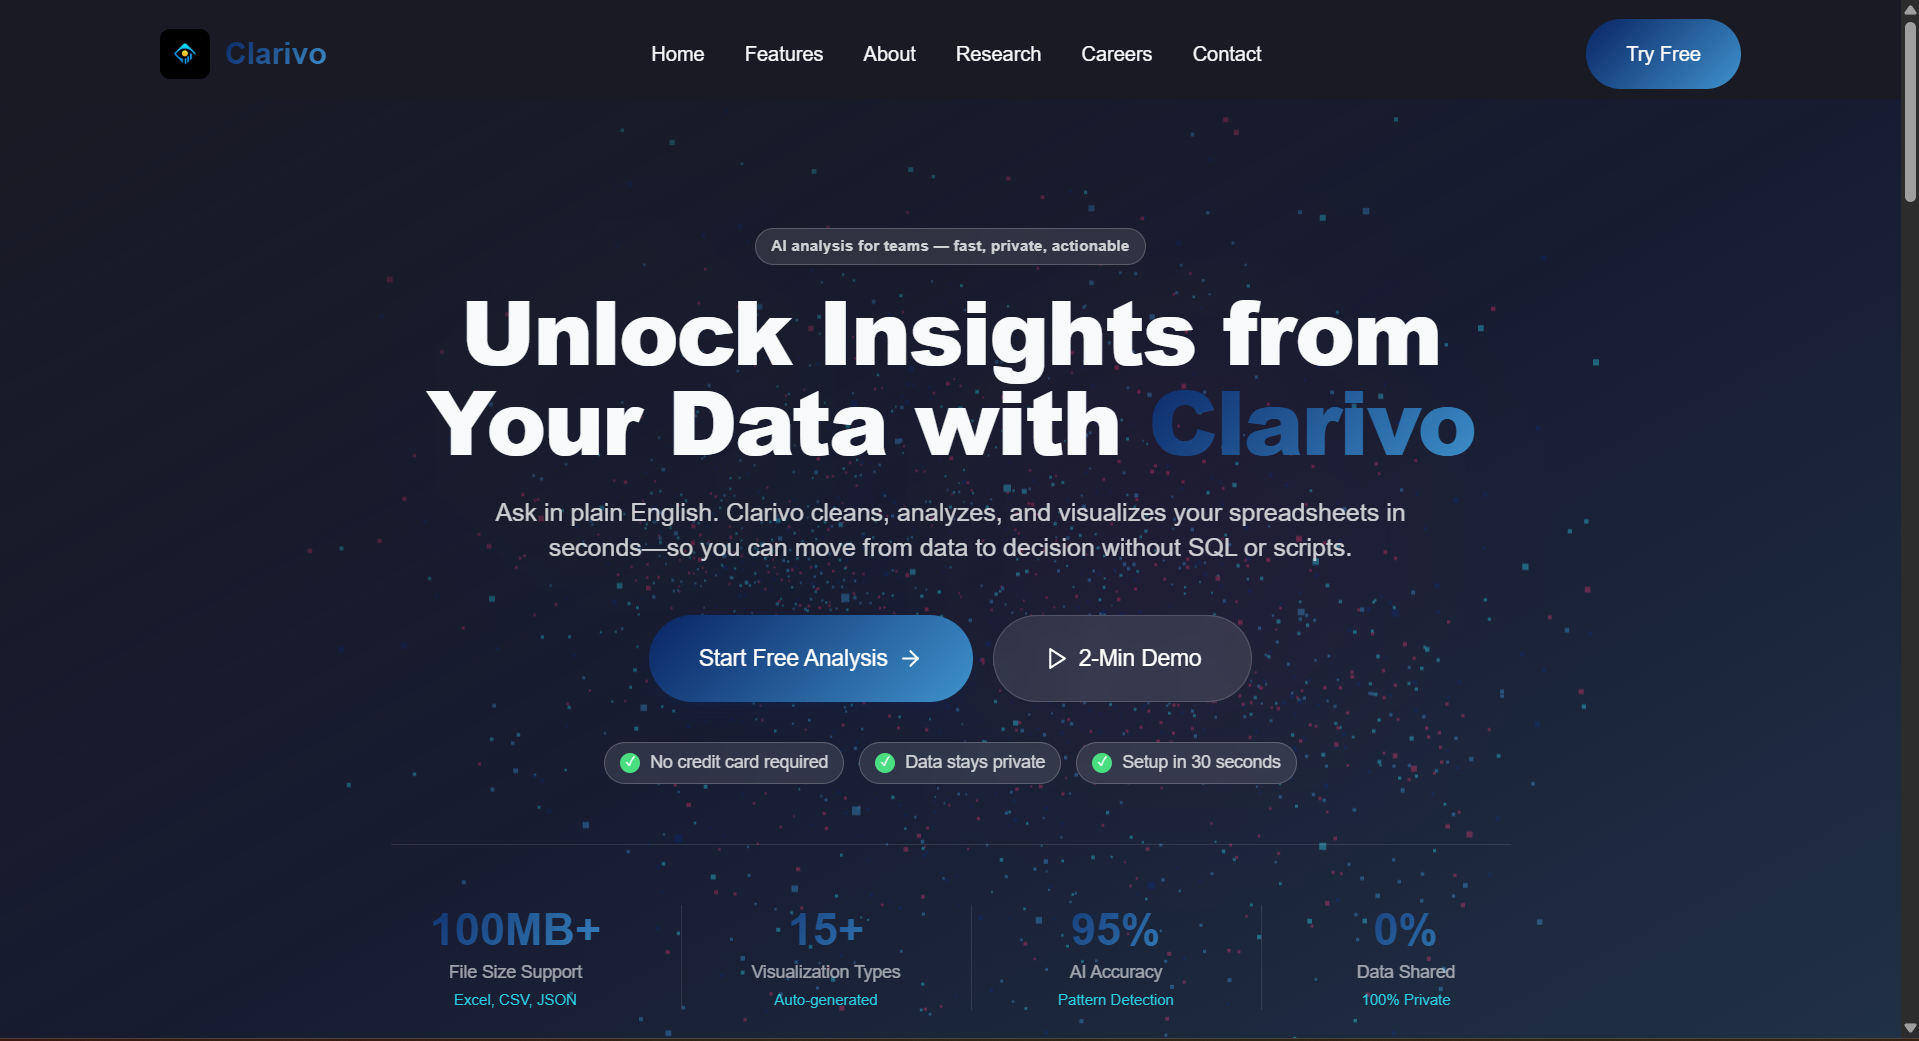 Clarivo
Home
Features
About
Research
Careers
Contact
Try Free
AI analysis for teams — fast, private, actionable
Unlock Insights from
Your Data with Clarivo
Ask in plain English. Clarivo cleans, analyzes, and visualizes your spreadsheets in
seconds—so you can move from data to decision without SQL or scripts.
Start Free Analysis →
2-Min Demo
No credit card required
Data stays private
Setup in 30 seconds
100MB+
File Size Support
Excel, CSV, JSON
15+
Visualization Types
Auto-generated
95%
AI Accuracy
Pattern Detection
0%
Data Shared
100% Private